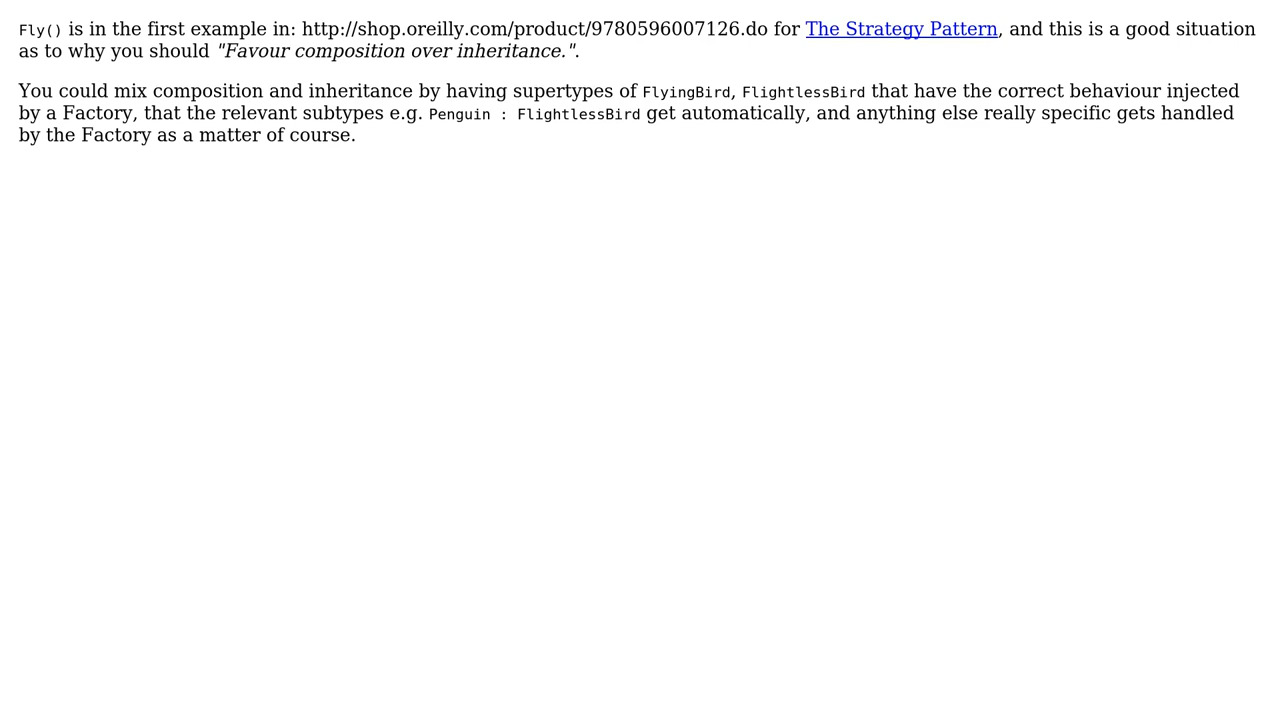 Fly() is in the first example in: http://shop.oreilly.com/product/9780596007126.do for The Strategy Pattern, and this is a good situation
as to why you should "Favour composition over inheritance.".
You could mix composition and inheritance by having supertypes of FlyingBird, FlightlessBird that have the correct behaviour injected
by a Factory, that the relevant subtypes e.g. Penguin : FlightlessBird get automatically, and anything else really specific gets handled
by the Factory as a matter of course.